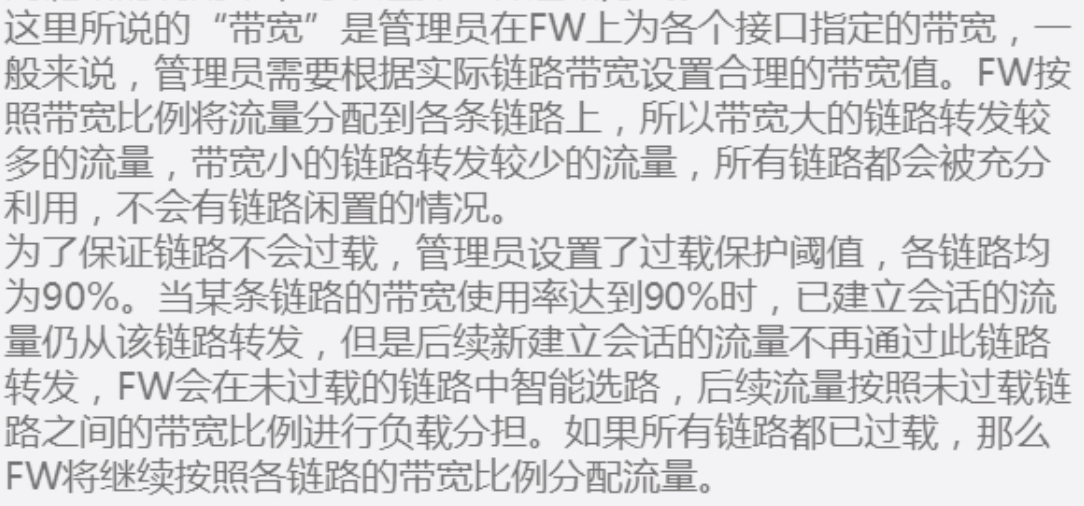 这里所说的“带宽”是管理员在FW上为各个接口指定的带宽，一
般来说，管理员需要根据实际链路带宽设置合理的带宽值。FW按
照带宽比例将流量分配到各条链路上，所以带宽大的链路转发较
多的流量，带宽小的链路转发较少的流量，所有链路都会被充分
利用，不会有链路闲置的情况。
为了保证链路不会过载，管理员设置了过载保护阈值，各链路均
为90%。当某条链路的带宽使用率达到90%时，已建立会话的流
量仍从该链路转发，但是后续新建立会话的流量不再通过此链路
转发，FW会在未过载的链路中智能选路，后续流量按照未过载链
路之间的带宽比例进行负载分担。如果所有链路都已过载，那么
FW将继续按照各链路的带宽比例分配流量。